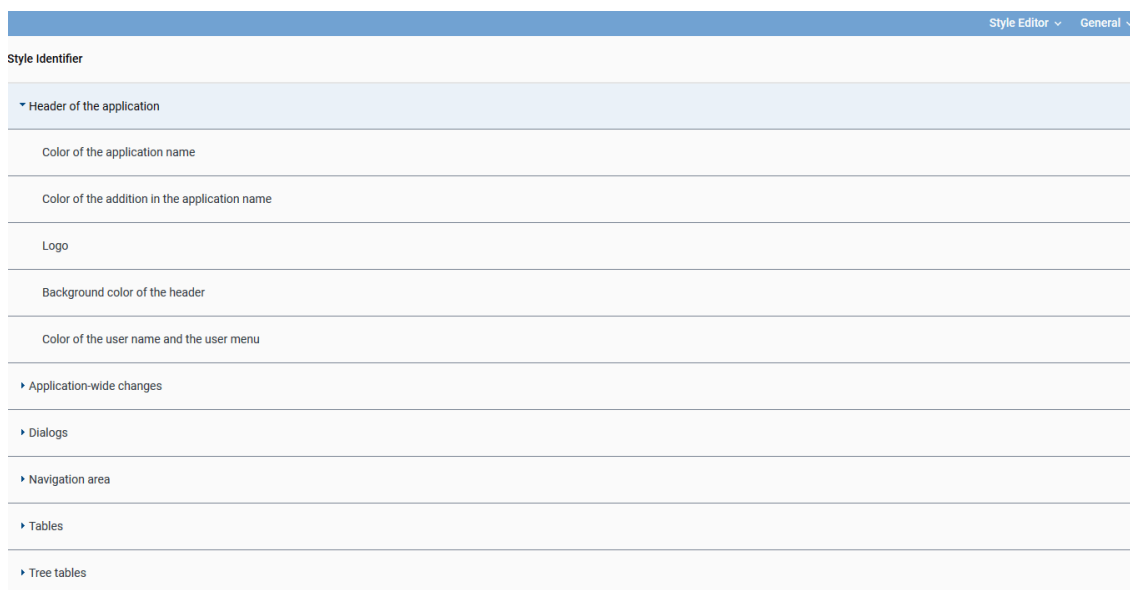 Style Editor General
Style Identifier
Header of the application
Color of the application name
Color of the addition in the application name
Logo
Background color of the header
Color of the user name and the user menu
Application-wide changes
Dialogs
Navigation area
Tables
Tree tables